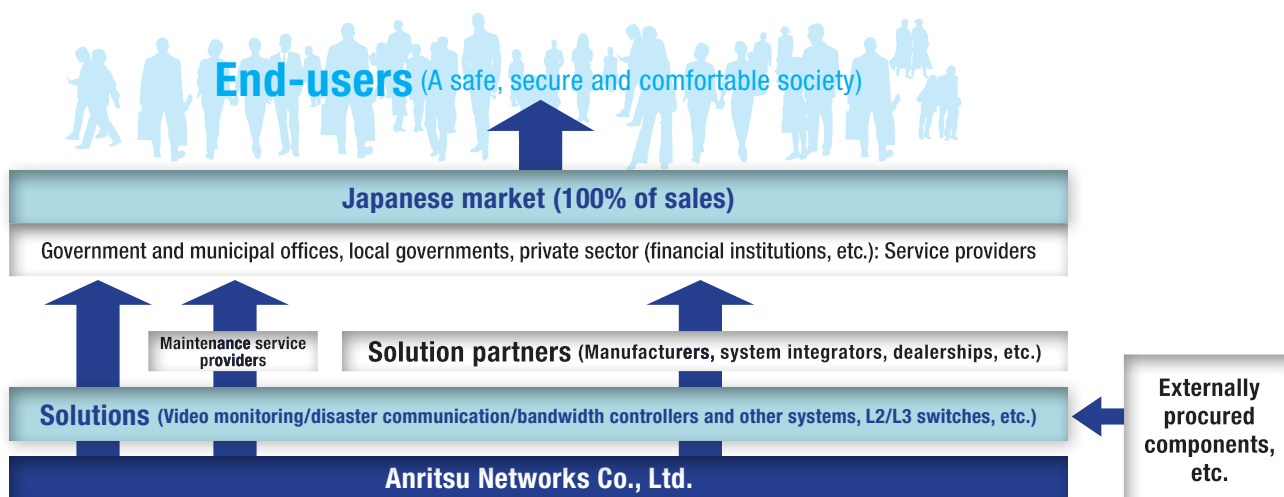 End-users (A safe, secure and comfortable society)
Japanese market (100% of sales)
Government and municipal offices, local governments, private sector (financial institutions, etc.): Service providers
Maintenance service
providers
Solution partners (Manufacturers, system integrators, dealerships, etc.)
Solutions (Video monitoring/disaster communication/bandwidth controllers and other systems, L2/L3 switches, etc.)
Externally
procured
components,
etc.
Anritsu Networks Co., Ltd.